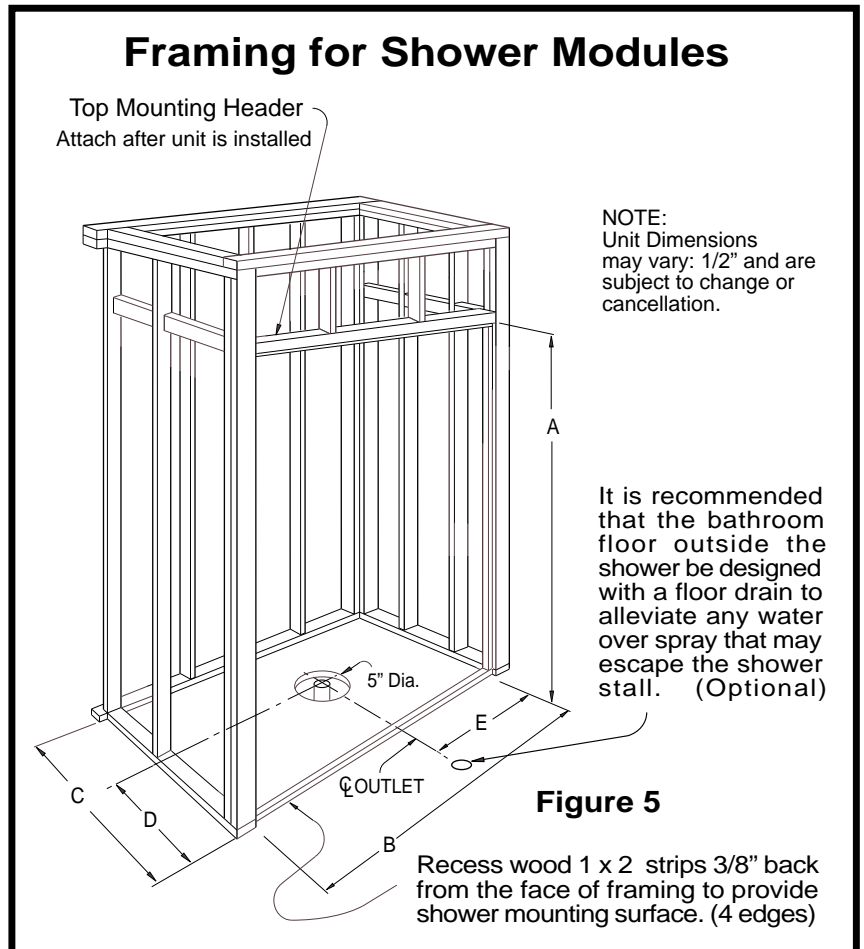 Framing for Shower Modules
Top Mounting Header
Attach after unit is installed
NOTE:
Unit Dimensions
may vary: 1/2” and are
subject to change or
cancellation.
A
It is recommended
that the bathroom
floor outside the
shower be designed
with a floor drain to
alleviate any water
over spray that may
escape the shower
stall. (Optional)
5” Dia.
E
℄ OUTLET
C
D
B
Figure 5
Recess wood 1 x 2 strips 3/8” back
from the face of framing to provide
shower mounting surface. (4 edges)